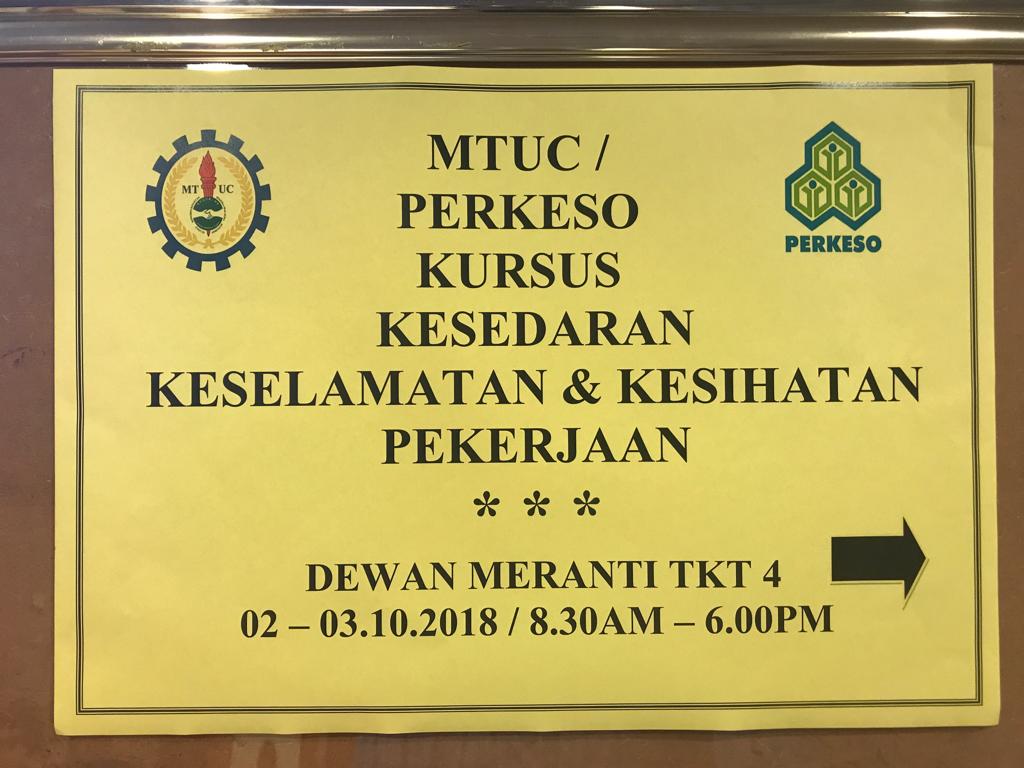 MT UC
PERKESO
MTUC /
PERKESO
KURSUS
KESEDARAN
KESELAMATAN & KESIHATAN
PEKERJAAN
* * *
DEWAN MERANTI TKT 4
02 – 03.10.2018 / 8.30AM – 6.00PM